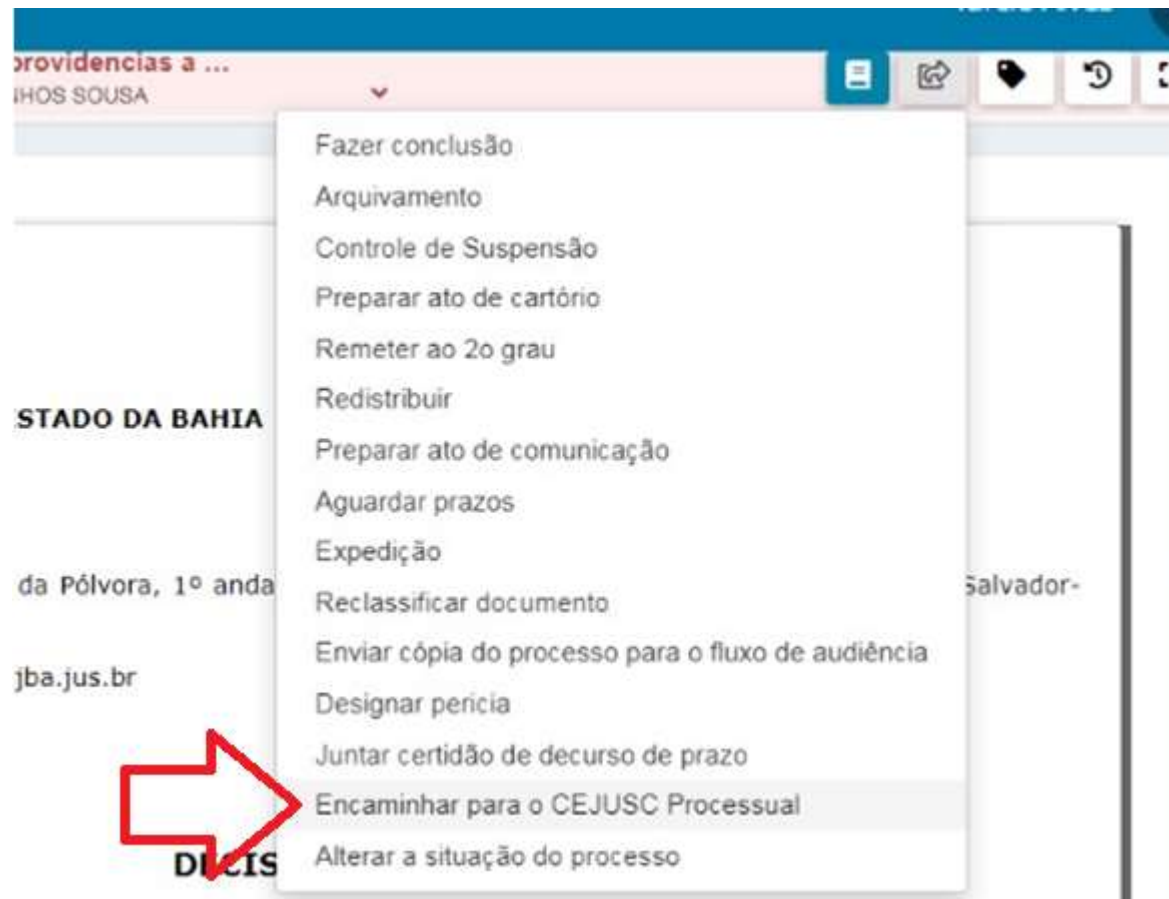 providencias a ...
NHOS SOUSA
Fazer conclusão
Arquivamento
Controle de Suspensão
Preparar ato de cartório
Remeter ao 2o grau
Redistribuir
STADO DA BAHIA
Preparar ato de comunicação
Aguardar prazos
Expedição
da Pólvora, 1º anda
Salvador-
Reclassificar documento
Enviar cópia do processo para o fluxo de audiência
jba.jus.br
Designar pericia
Juntar certidão de decurso de prazo
Encaminhar para o CEJUSC Processual
Alterar a situação do processo